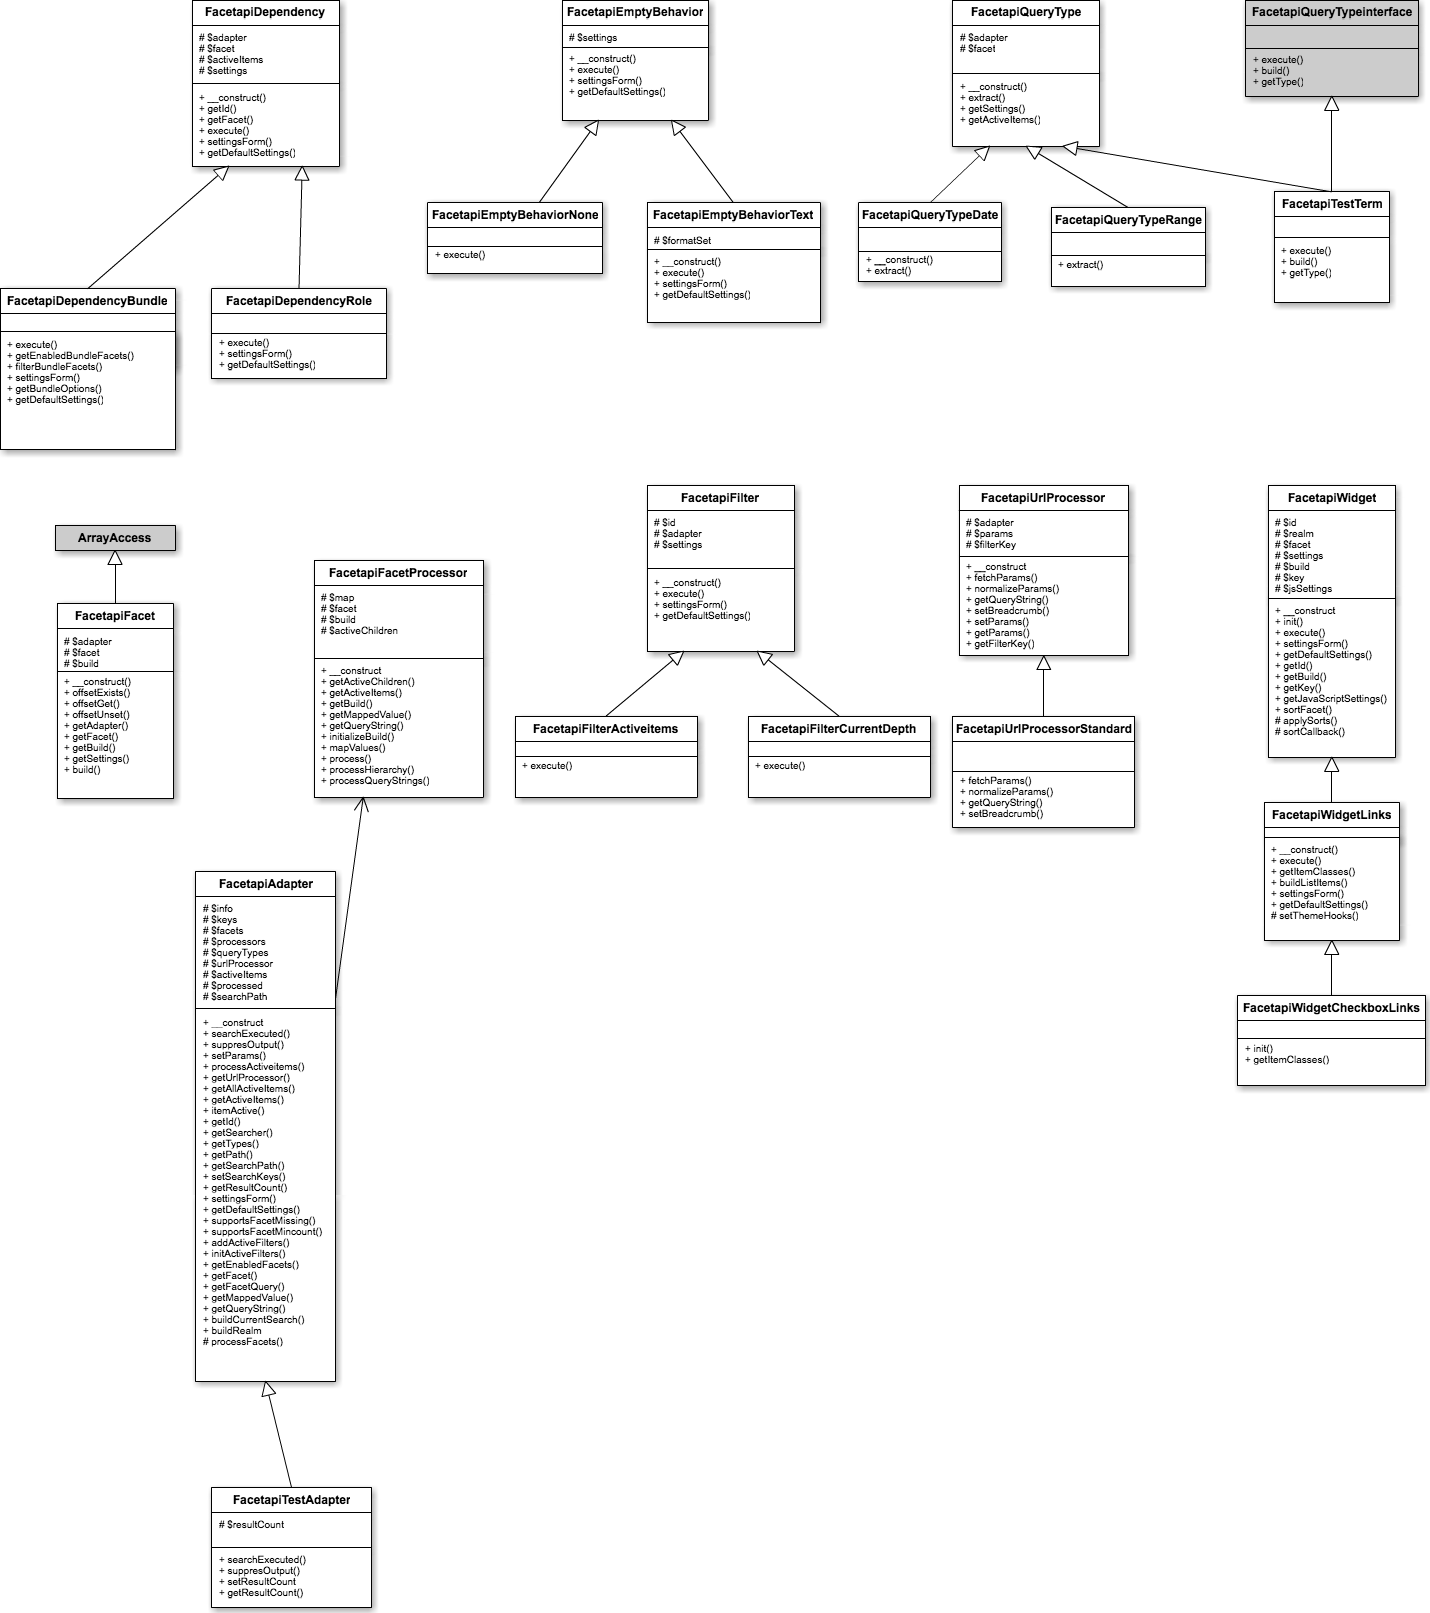 FacetapiDependency
# $adapter
# $facet
# $activeItems
# $settings
+ __construct()
+ getId()
+ getFacet()
+ execute()
+ settingsForm()
+ getDefaultSettings()
FacetapiEmptyBehavior
# $settings
+ __construct()
+ execute()
+ settingsForm()
+ getDefaultSettings()
FacetapiQueryType
# $adapter
# $facet
+ __construct()
+ extract()
+ getSettings()
+ getActiveItems()
FacetapiQueryTypeinterface
+ execute()
+ build()
+ getType()
FacetapiDependencyBundle
+ execute()
+ getEnabledBundleFacets()
+ filterBundleFacets()
+ settingsForm()
+ getBundleOptions()
+ getDefaultSettings()
FacetapiDependencyRole
+ execute()
+ settingsForm()
+ getDefaultSettings()
FacetapiEmptyBehaviorNone
+ execute()
FacetapiEmptyBehaviorText
# $formatSet
+ __construct()
+ execute()
+ settingsForm()
+ getDefaultSettings()
FacetapiQueryTypeDate
+ __construct()
+ extract()
FacetapiQueryTypeRange
+ extract()
FacetapiTestTerm
+ execute()
+ build()
+ getType()
ArrayAccess
FacetapiFacet
# $adapter
# $facet
# $build
+ __construct()
+ offsetExists()
+ offsetGet()
+ offsetUnset()
+ getAdapter()
+ getFacet()
+ getBuild()
+ getSettings()
+ build()
FacetapiFacetProcessor
# $map
# $facet
# $build
# $activeChildren
+ __construct
+ getActiveChildren()
+ getActiveItems()
+ getBuild()
+ getMappedValue()
+ getQueryString()
+ initializeBuild()
+ mapValues()
+ process()
+ processHierarchy()
+ processQueryStrings()
FacetapiFilter
# $id
# $adapter
# $settings
+ __construct()
+ execute()
+ settingsForm()
+ getDefaultSettings()
FacetapiFilterActiveitems
+ execute()
FacetapiFilterCurrentDepth
+ execute()
FacetapiUrlProcessor
# $adapter
# $params
# $filterKey
+ __construct
+ fetchParams()
+ normalizeParams()
+ getQueryString()
+ setBreadcrumb()
+ setParams()
+ getParams()
+ getFilterKey()
FacetapiUrlProcessorStandard
+ fetchParams()
+ normalizeParams()
+ getQueryString()
+ setBreadcrumb()
FacetapiWidget
# $id
# $realm
# $facet
# $settings
# $build
# $key
# $jsSettings
+ __construct
+ init()
+ execute()
+ settingsForm()
+ getDefaultSettings()
+ getId()
+ getBuild()
+ getKey()
+ getJavaScriptSettings()
+ sortFacet()
# applySorts()
# sortCallback()
FacetapiWidgetLinks
+ __construct()
+ execute()
+ getItemClasses()
+ buildListItems()
+ settingsForm()
+ getDefaultSettings()
# setThemeHooks()
FacetapiWidgetCheckboxLinks
+ init()
+ getItemClasses()
FacetapiAdapter
# $info
# $keys
# $facets
# $processors
# $queryTypes
# $urlProcessor
# $activeItems
# $processed
# $searchPath
+ __construct
+ searchExecuted()
+ suppresOutput()
+ setParams()
+ processActiveitems()
+ getUrlProcessor()
+ getAllActiveItems()
+ getActiveItems()
+ itemActive()
+ getId()
+ getSearcher()
+ getTypes()
+ getPath()
+ getSearchPath()
+ setSearchKeys()
+ getResultCount()
+ settingsForm()
+ getDefaultSettings()
+ supportsFacetMissing()
+ supportsFacetMincount()
+ addActiveFilters()
+ initActiveFilters()
+ getEnabledFacets()
+ getFacet()
+ getFacetQuery()
+ getMappedValue()
+ getQueryString()
+ buildCurrentSearch()
+ buildRealm
# processFacets()
FacetapiTestAdapter
# $resultCount
+ searchExecuted()
+ suppresOutput()
+ setResultCount
+ getResultCount()